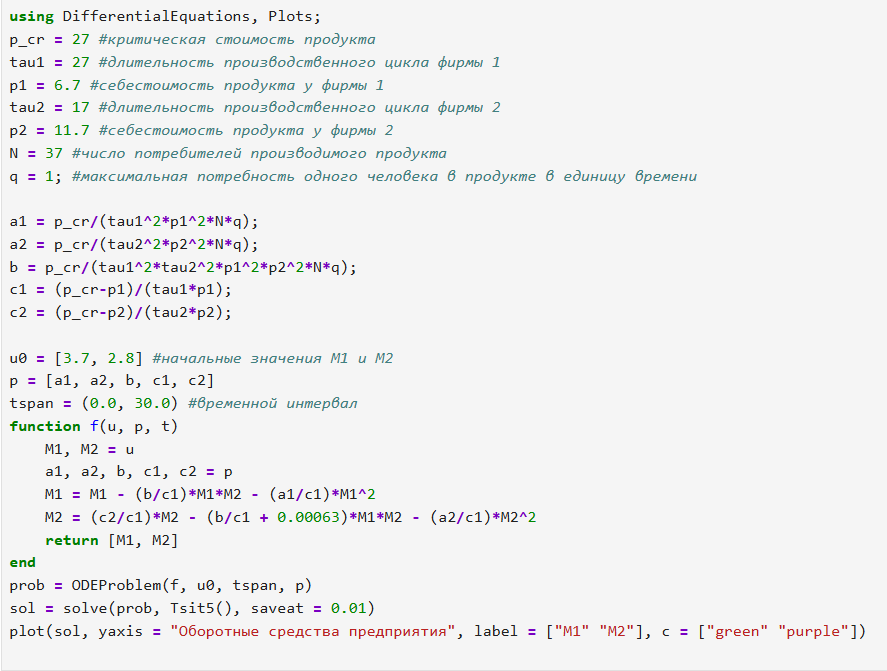 using DifferentialEquations, Plots;
p_cr = 27 #критическая стоимость продукта
tau1 = 27 #длительность производственного цикла фирмы 1
p1 = 6.7 #себестоимость продукта у фирмы 1
tau2 = 17 #длительность производственного цикла фирмы 2
p2 = 11.7 #себестоимость продукта у фирмы 2
N = 37 #число потребителей производимого продукта
q = 1; #максимальная потребность одного человека в продукте в единицу времени

a1 = p_cr/(tau1^2*p1^2*N*q);
a2 = p_cr/(tau2^2*p2^2*N*q);
b = p_cr/(tau1^2*tau2^2*p1^2*p2^2*N*q);
c1 = (p_cr-p1)/(tau1*p1);
c2 = (p_cr-p2)/(tau2*p2);

u0 = [3.7, 2.8] #начальные значения M1 и M2
p = [a1, a2, b, c1, c2]
tspan = (0.0, 30.0) #временной интервал
function f(u, p, t)
    M1, M2 = u
    a1, a2, b, c1, c2 = p
    M1 = M1 - (b/c1)*M1*M2 - (a1/c1)*M1^2
    M2 = (c2/c1)*M2 - (b/c1 + 0.00063)*M1*M2 - (a2/c1)*M2^2
    return [M1, M2]
end
prob = ODEProblem(f, u0, tspan, p)
sol = solve(prob, Tsit5(), saveat = 0.01)
plot(sol, yaxis = "Оборотные средства предприятия", label = ["M1" "M2"], c = ["green" "purple"])